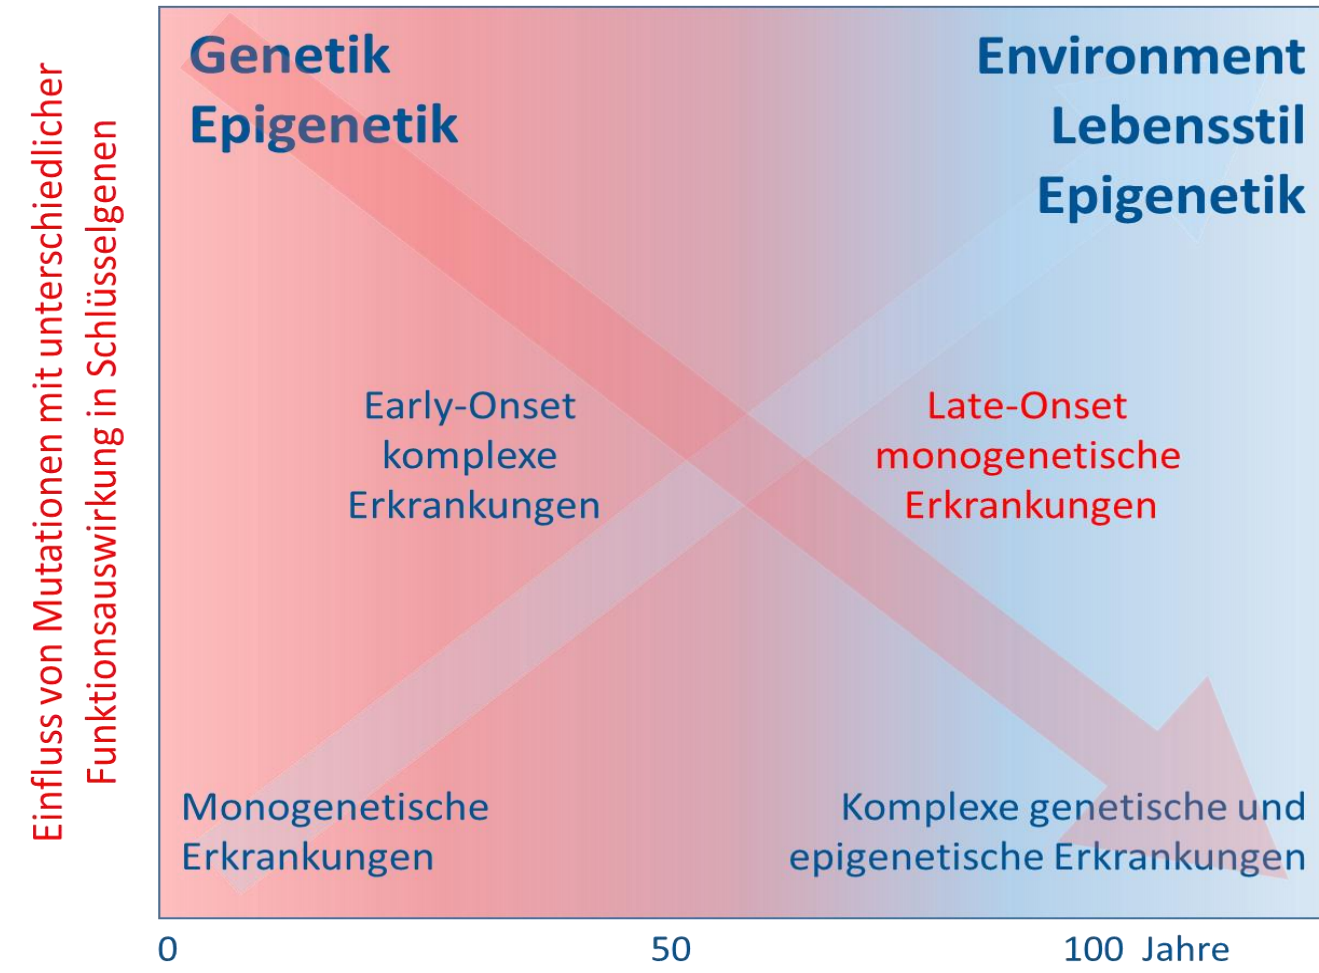 Einfluss von Mutationen mit unterschiedlicher
Funktionsauswirkung in Schlüsselgenen
Genetik
Epigenetik
Environment
Lebensstil
Epigenetik
Early-Onset
komplexe
Erkrankungen
Late-Onset
monogenetische
Erkrankungen
Monogenetische
Erkrankungen
Komplexe genetische und
epigenetische Erkrankungen
0 50 100 Jahre